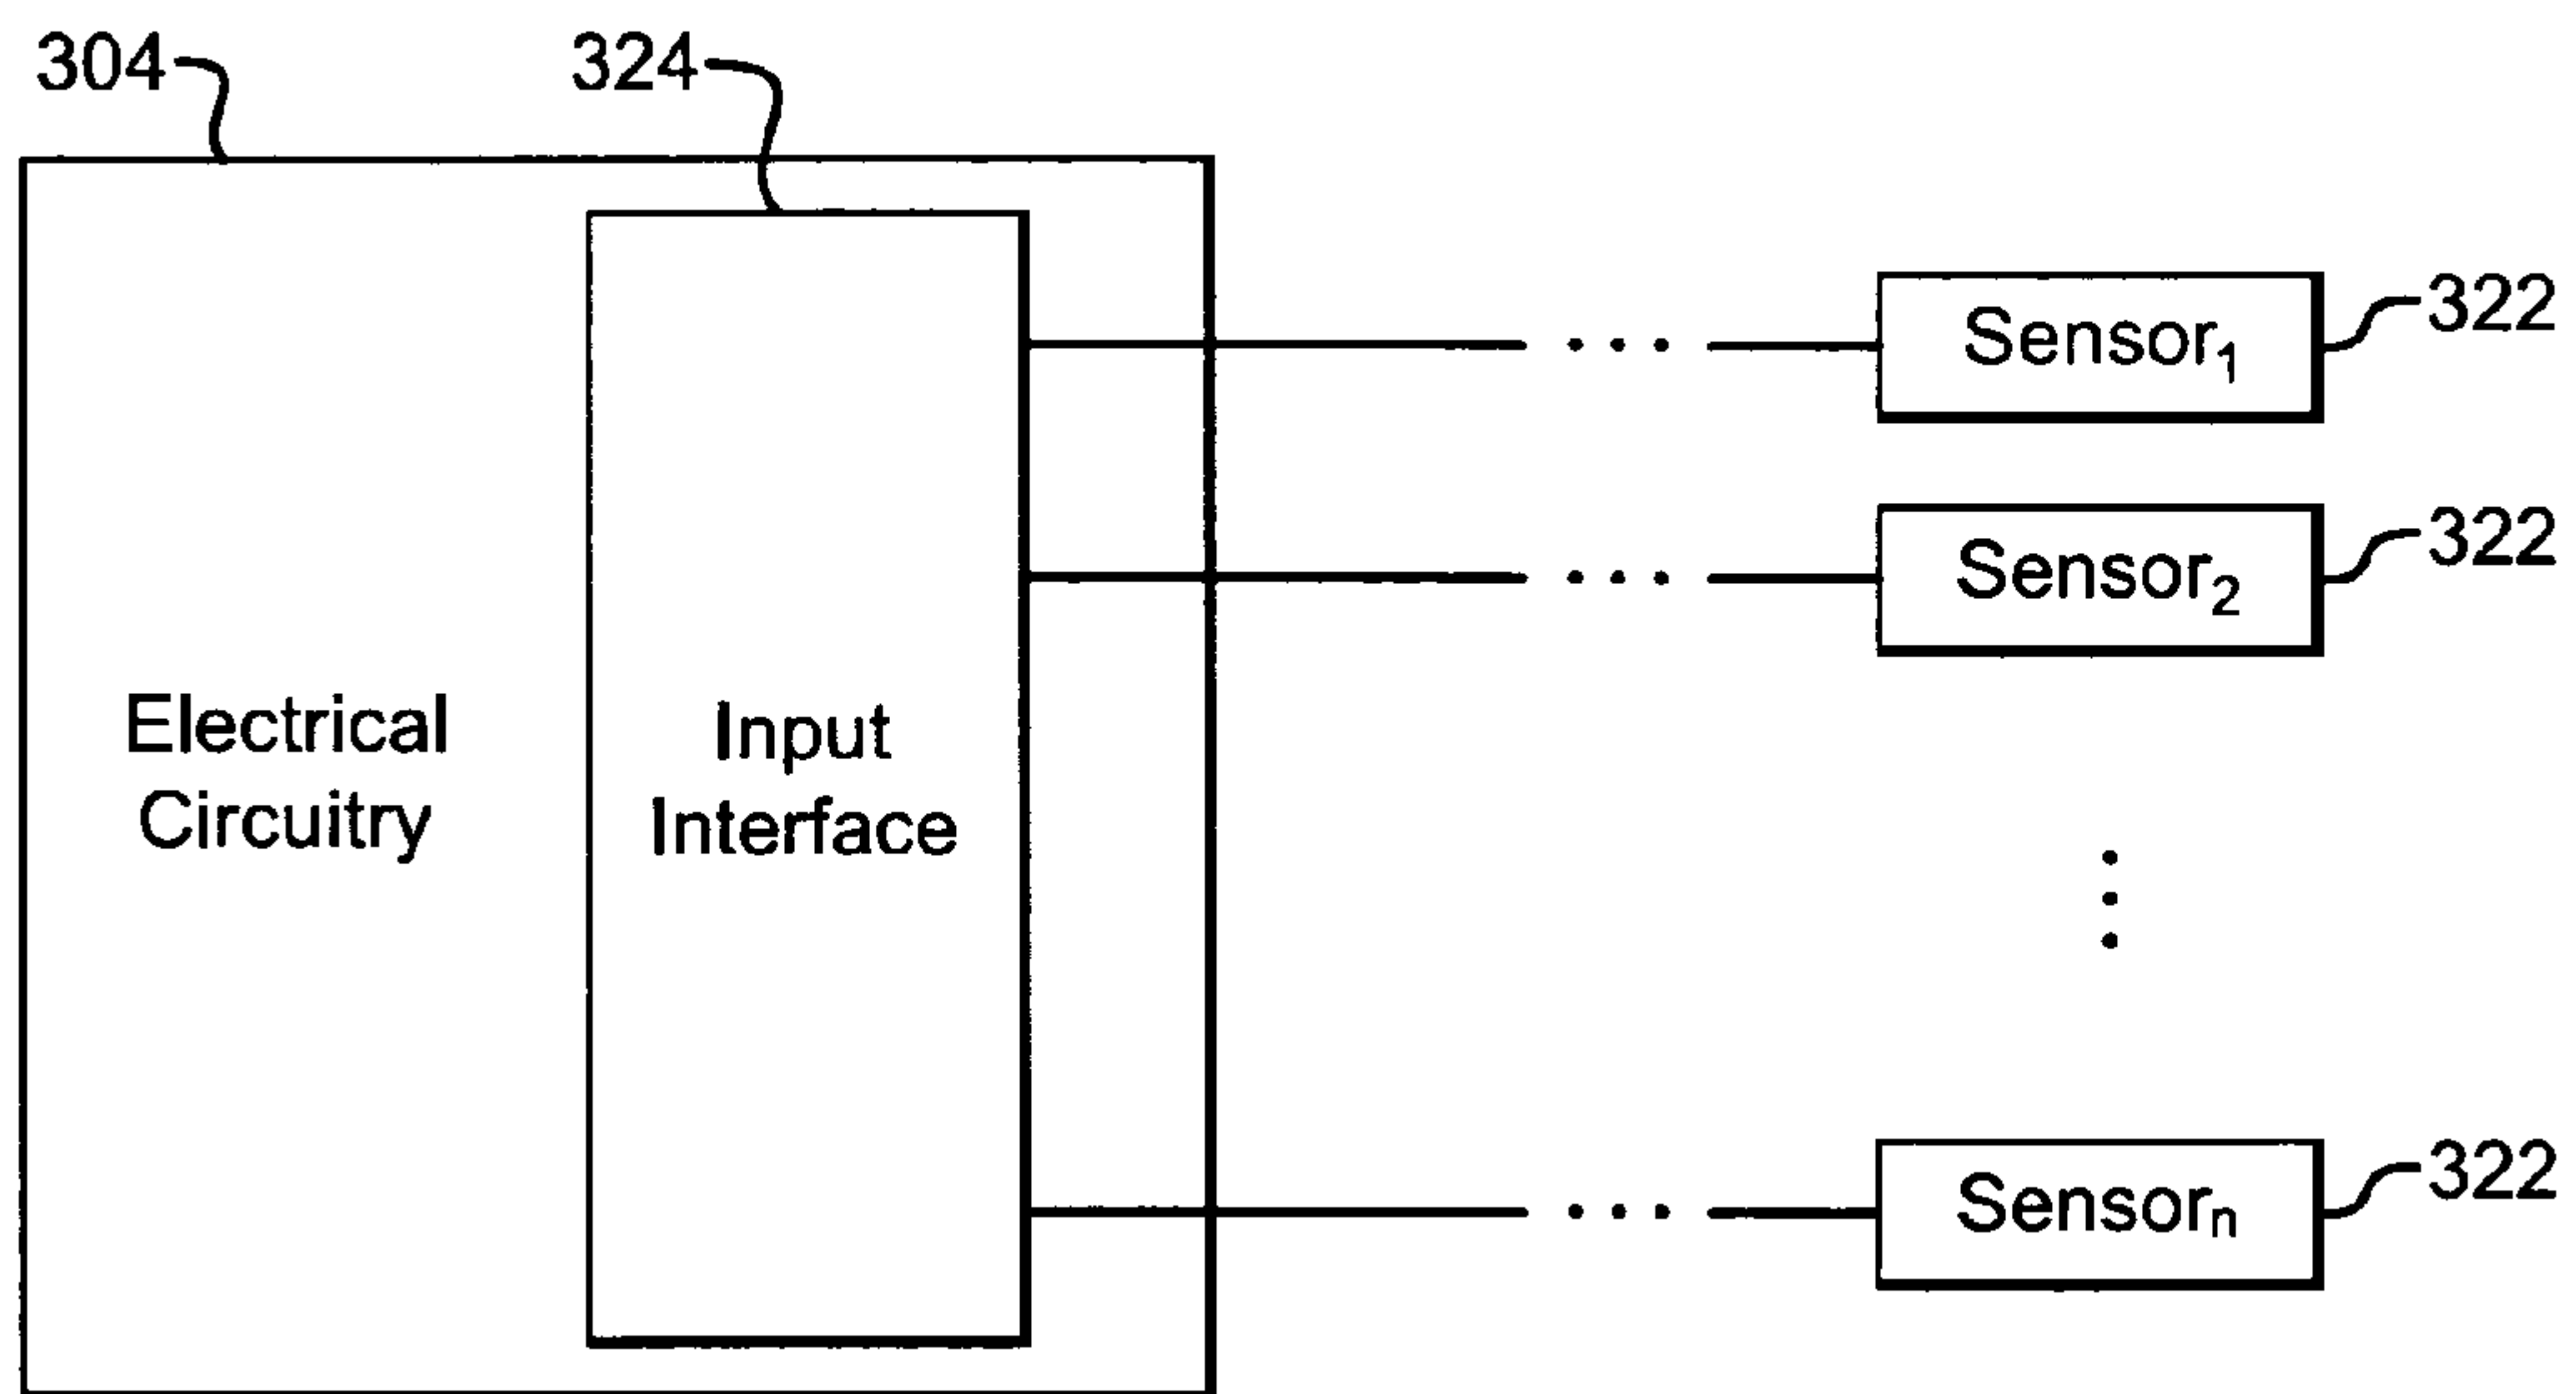 304
324
Sensor₁
322
Sensor₂
322
Electrical
Circuitry
Input
Interface
Sensorₙ
322